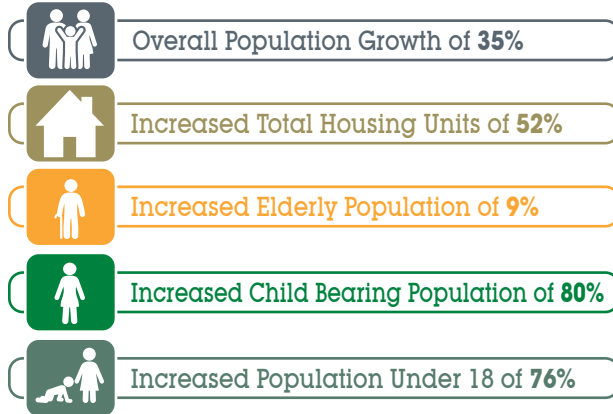 Overall Population Growth of 35%
Increased Total Housing Units of 52%
Increased Elderly Population of 9%
Increased Child Bearing Population of 80%
Increased Population Under 18 of 76%